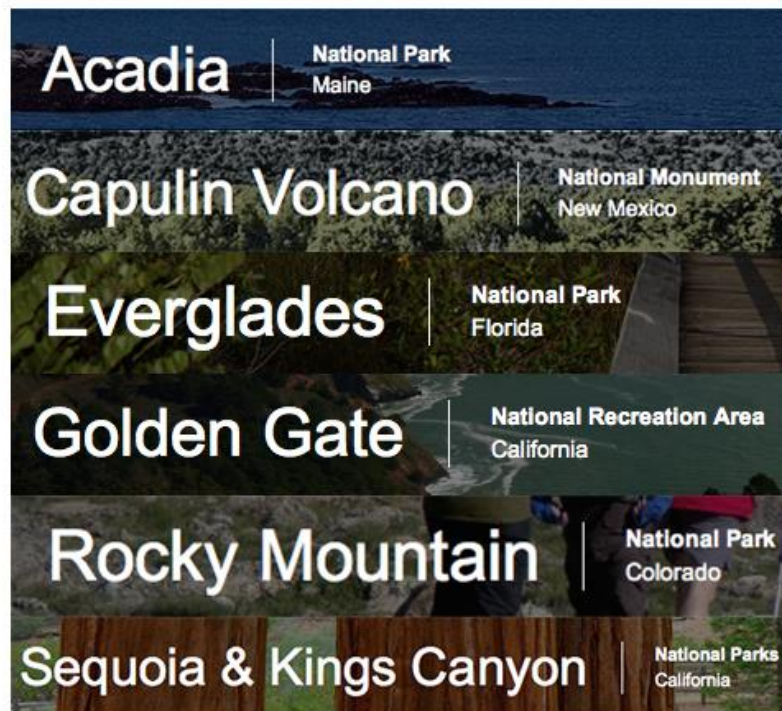 Acadia
National Park
Maine
Capulin Volcano
National Monument
New Mexico
Everglades
National Park
Florida
Golden Gate
National Recreation Area
California
Rocky Mountain
National Park
Colorado
Sequoia & Kings Canyon
National Parks
California